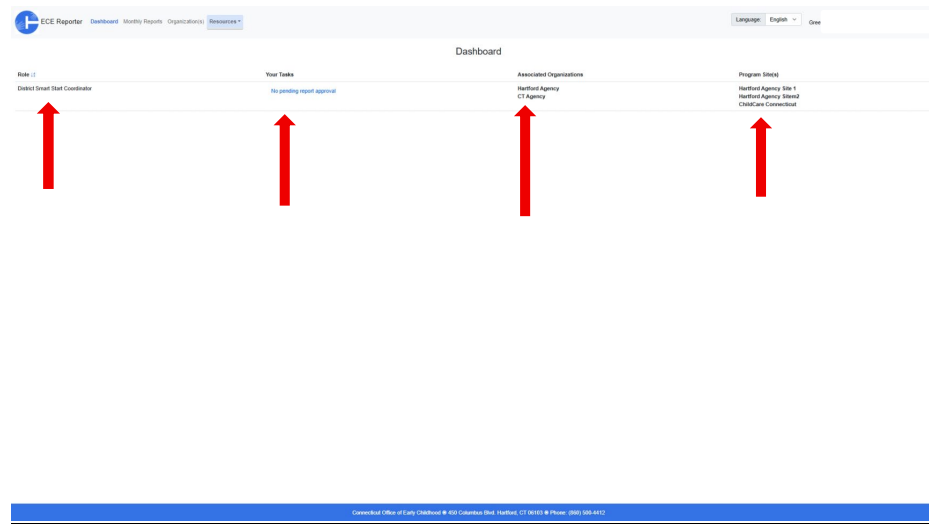 ECE Reporter Dashboard Monthly Reports Organization(s) Resources Language: English Gree
Dashboard
Role Your Tasks Associated Organizations Program Site(s)
District Smart Start Coordinator No pending report approval Hartford Agency Hartford Agency Site 1
CT Agency Hartford Agency Sitem2
ChildCare Connecticut
Connecticut Office of Early Childhood 450 Columbus Blvd, Hartford, CT 06103 Phone: (860) 500-4412